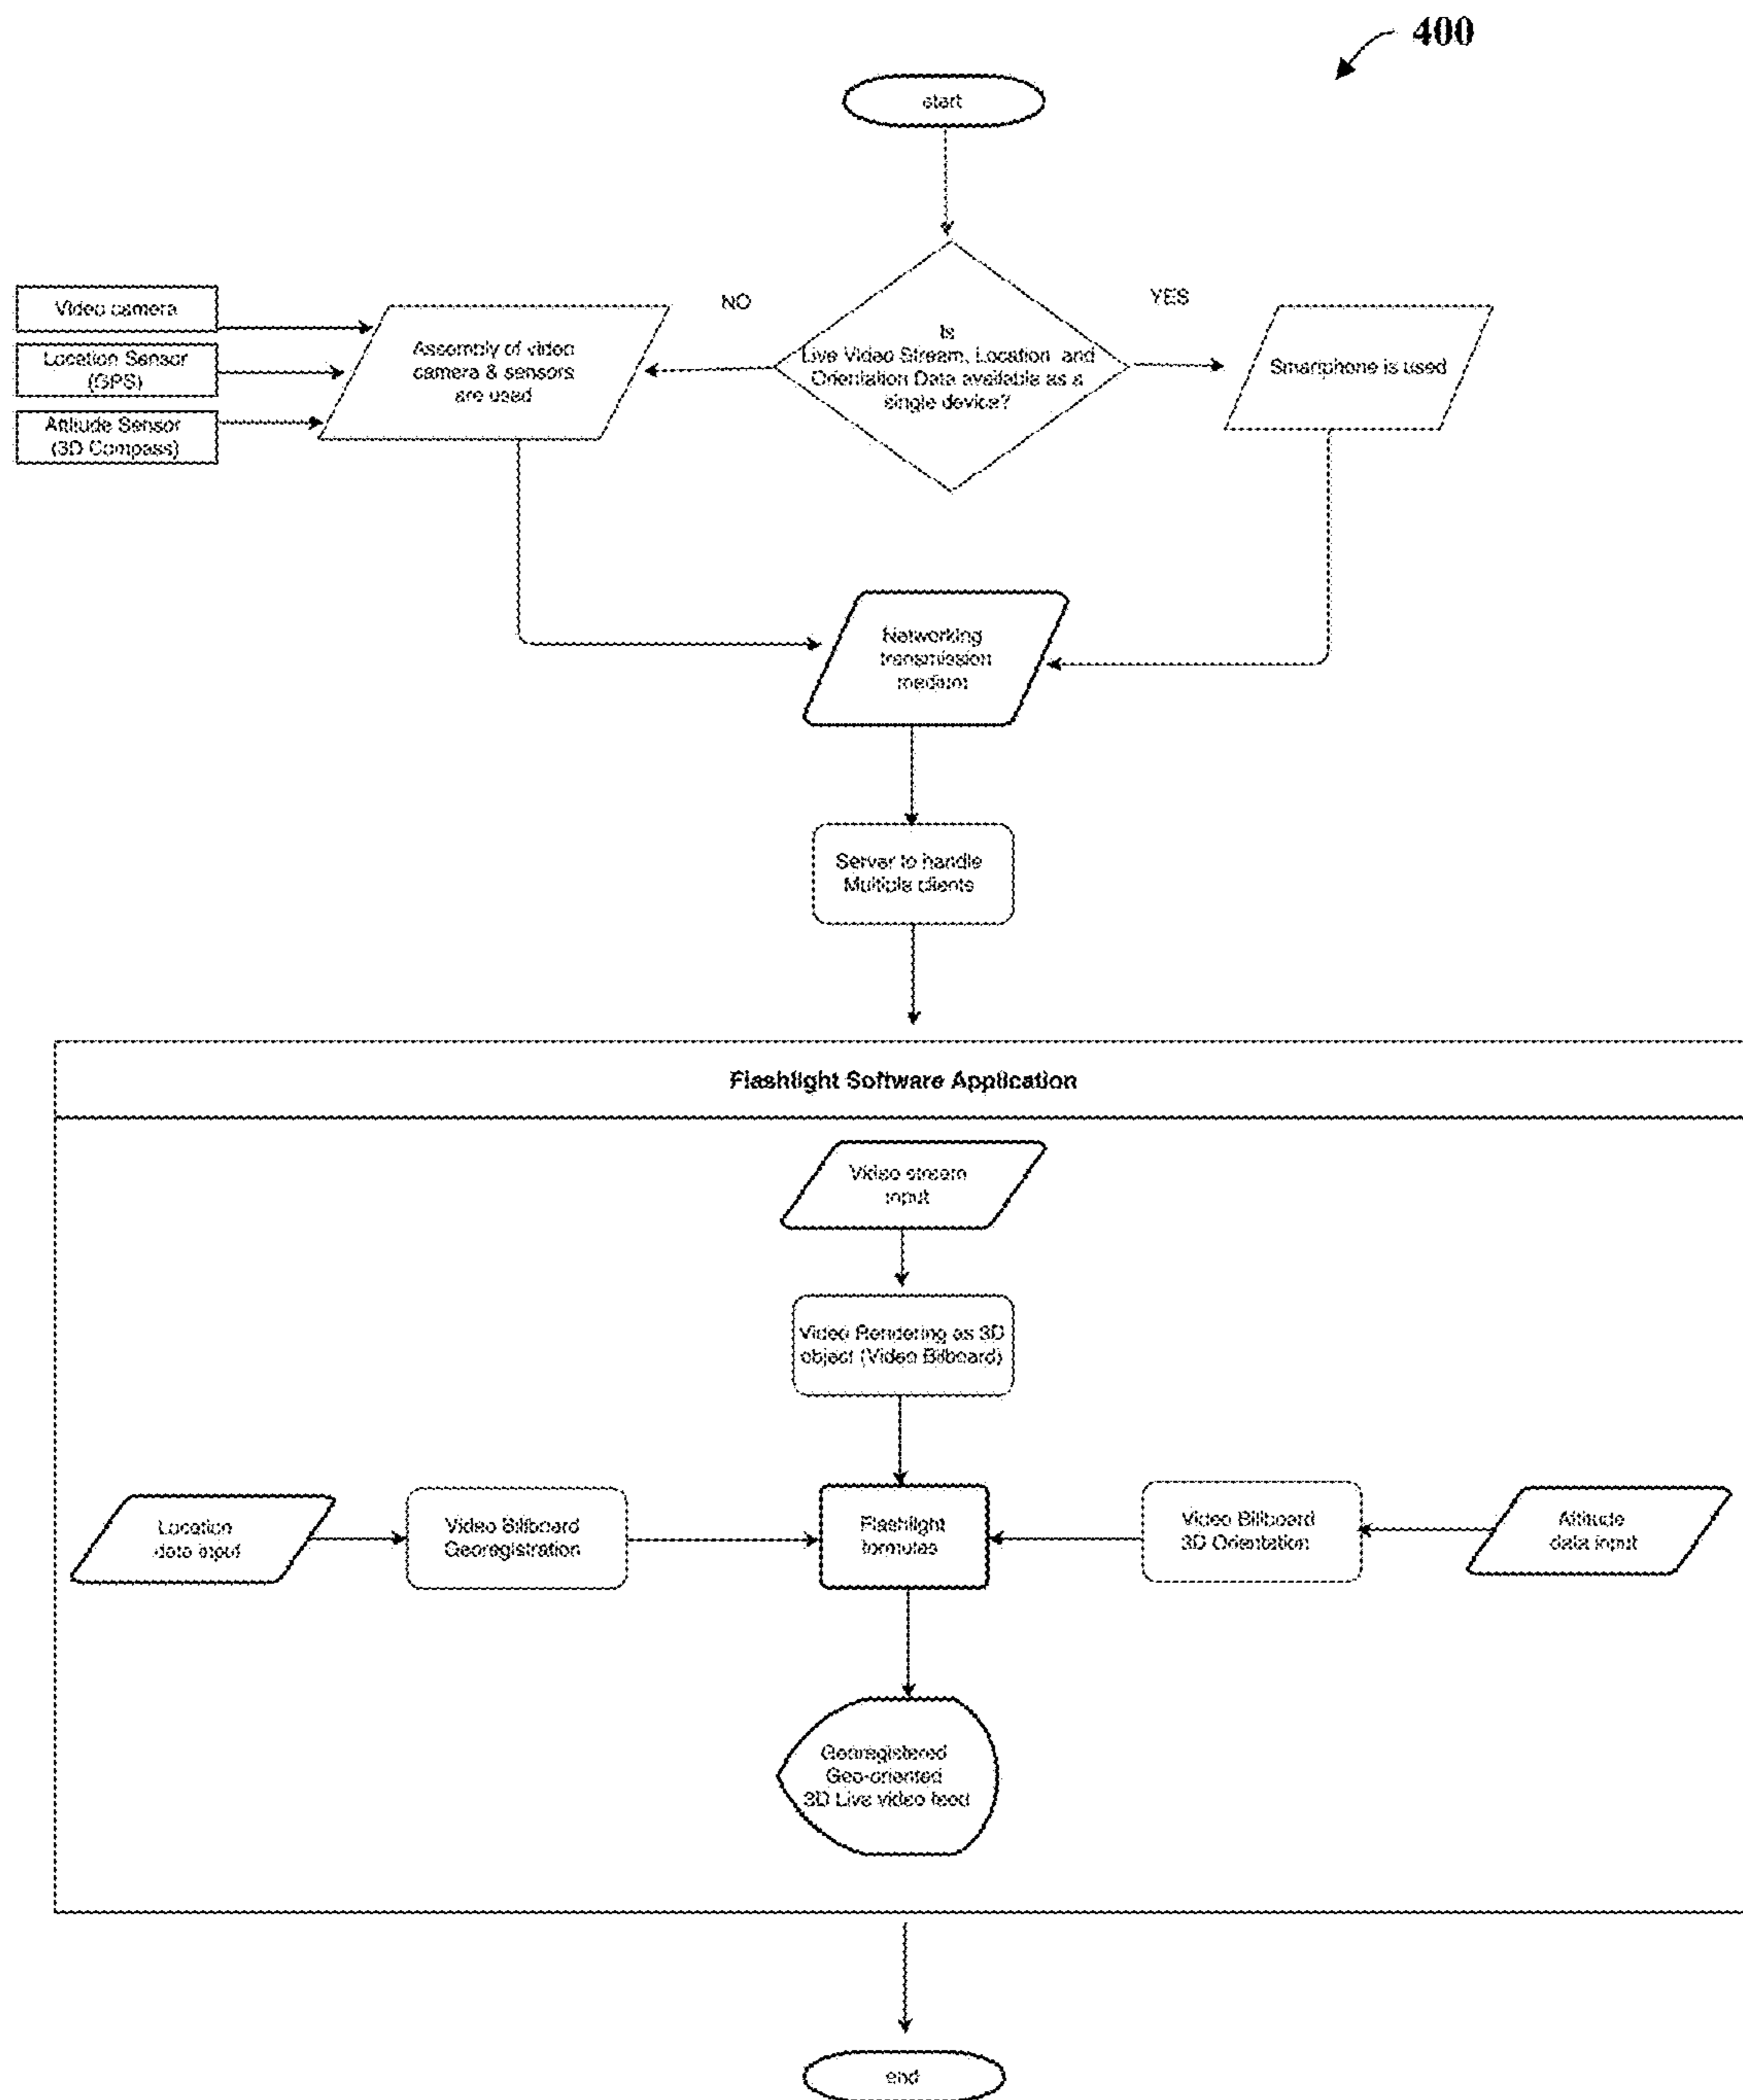 400
start
NO
YES
Video camera
Location Sensor
(GPS)
Attitude Sensor
(3D Compass)
Assembly of video
camera & sensors
are used
Is
Live Video Stream, Location and
Orientation Data available as a
single device?
Smartphone is used
Networking
transmission
medium
Server to handle
Multiple clients
Flashlight Software Application
Video stream
input
Video Rendering as 3D
object (Video Bilboard)
Location
data input
Video Billboard
Georegistration
Flashlight
formulas
Video Billboard
3D Orientation
Attitude
data input
Georegistered
Geo-oriented
3D Live video feed
end